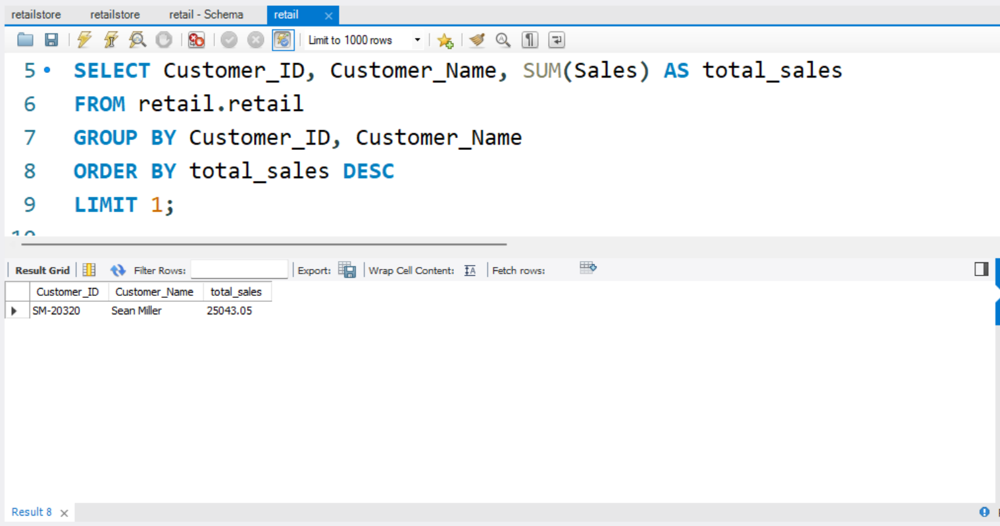 retailstore retailstore retail - Schema retail
Limit to 1000 rows
5 SELECT Customer_ID, Customer_Name, SUM(Sales) AS total_sales
6 FROM retail.retail
7 GROUP BY Customer_ID, Customer_Name
8 ORDER BY total_sales DESC
9 LIMIT 1;
10
Result Grid Filter Rows: Export: Wrap Cell Content: Fetch rows:
Customer_ID Customer_Name total_sales
SM-20320 Sean Miller 25043.05
Result 8